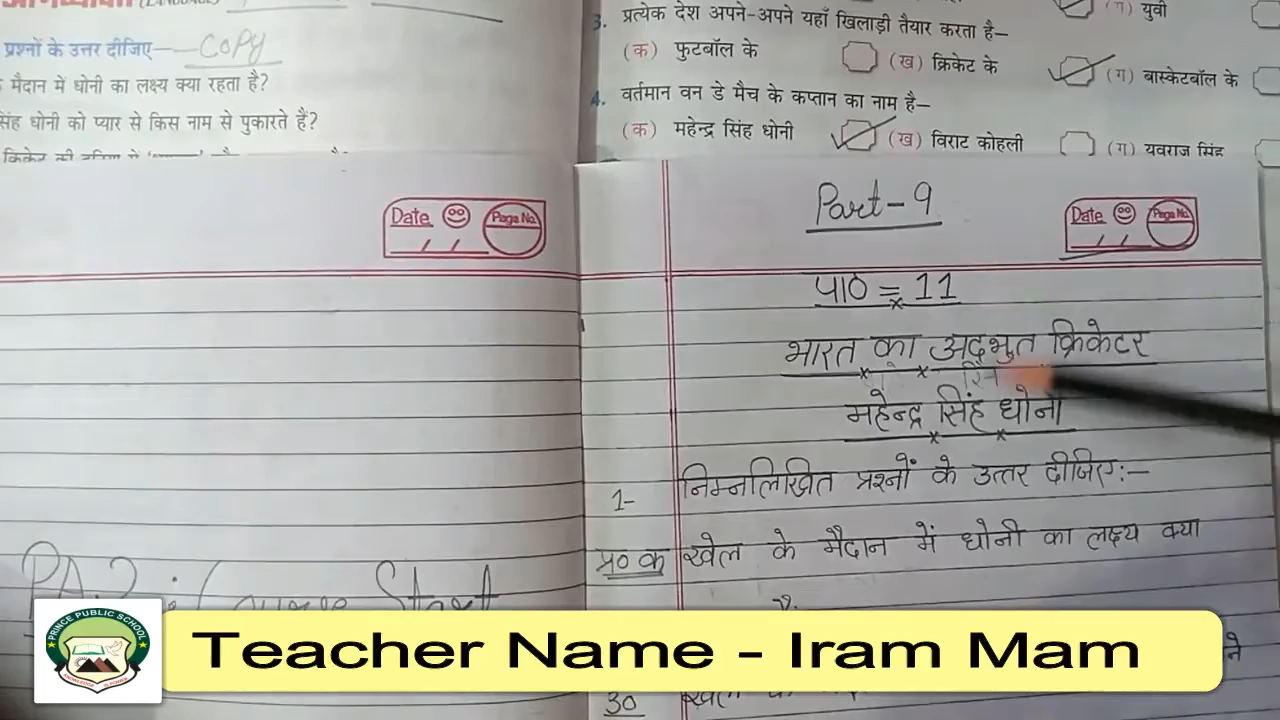 (LANGUAGE)
प्रश्नों के उत्तर दीजिए— COPY
मैदान में धोनी का लक्ष्य क्या रहता है?
सिंह धोनी को प्यार से किस नाम से पुकारते हैं?
(ग) युवी
3. प्रत्येक देश अपने-अपने यहाँ खिलाड़ी तैयार करता है—
(क) फुटबॉल के (ख) क्रिकेट के (ग) बास्केटबॉल के
4. वर्तमान वन डे मैच के कप्तान का नाम है—
(क) महेन्द्र सिंह धोनी (ख) विराट कोहली (ग) युवराज सिंह
Date Page No.
Part-9
Date Page No.
पाठ = 11
भारत का अद्भुत क्रिकेटर
महेन्द्र सिंह धोनी
1- निम्नलिखित प्रश्नों के उत्तर दीजिए:-
प्र० क खेल के मैदान में धोनी का लक्ष्य क्या
PRINCE PUBLIC SCHOOL
Teacher Name - Iram Mam